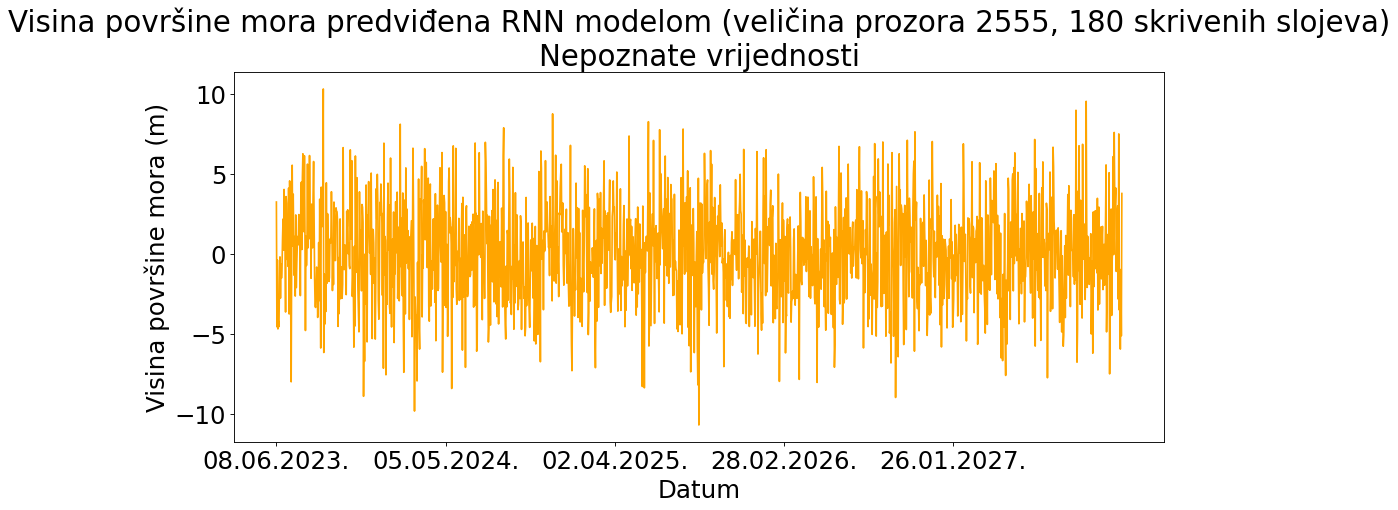 Visina površine mora predviđena RNN modelom (veličina prozora 2555, 180 skrivenih slojeva)
Nepoznate vrijednosti
Visina površine mora (m)
10
5
0
−5
−10
08.06.2023. 05.05.2024. 02.04.2025. 28.02.2026. 26.01.2027.
Datum